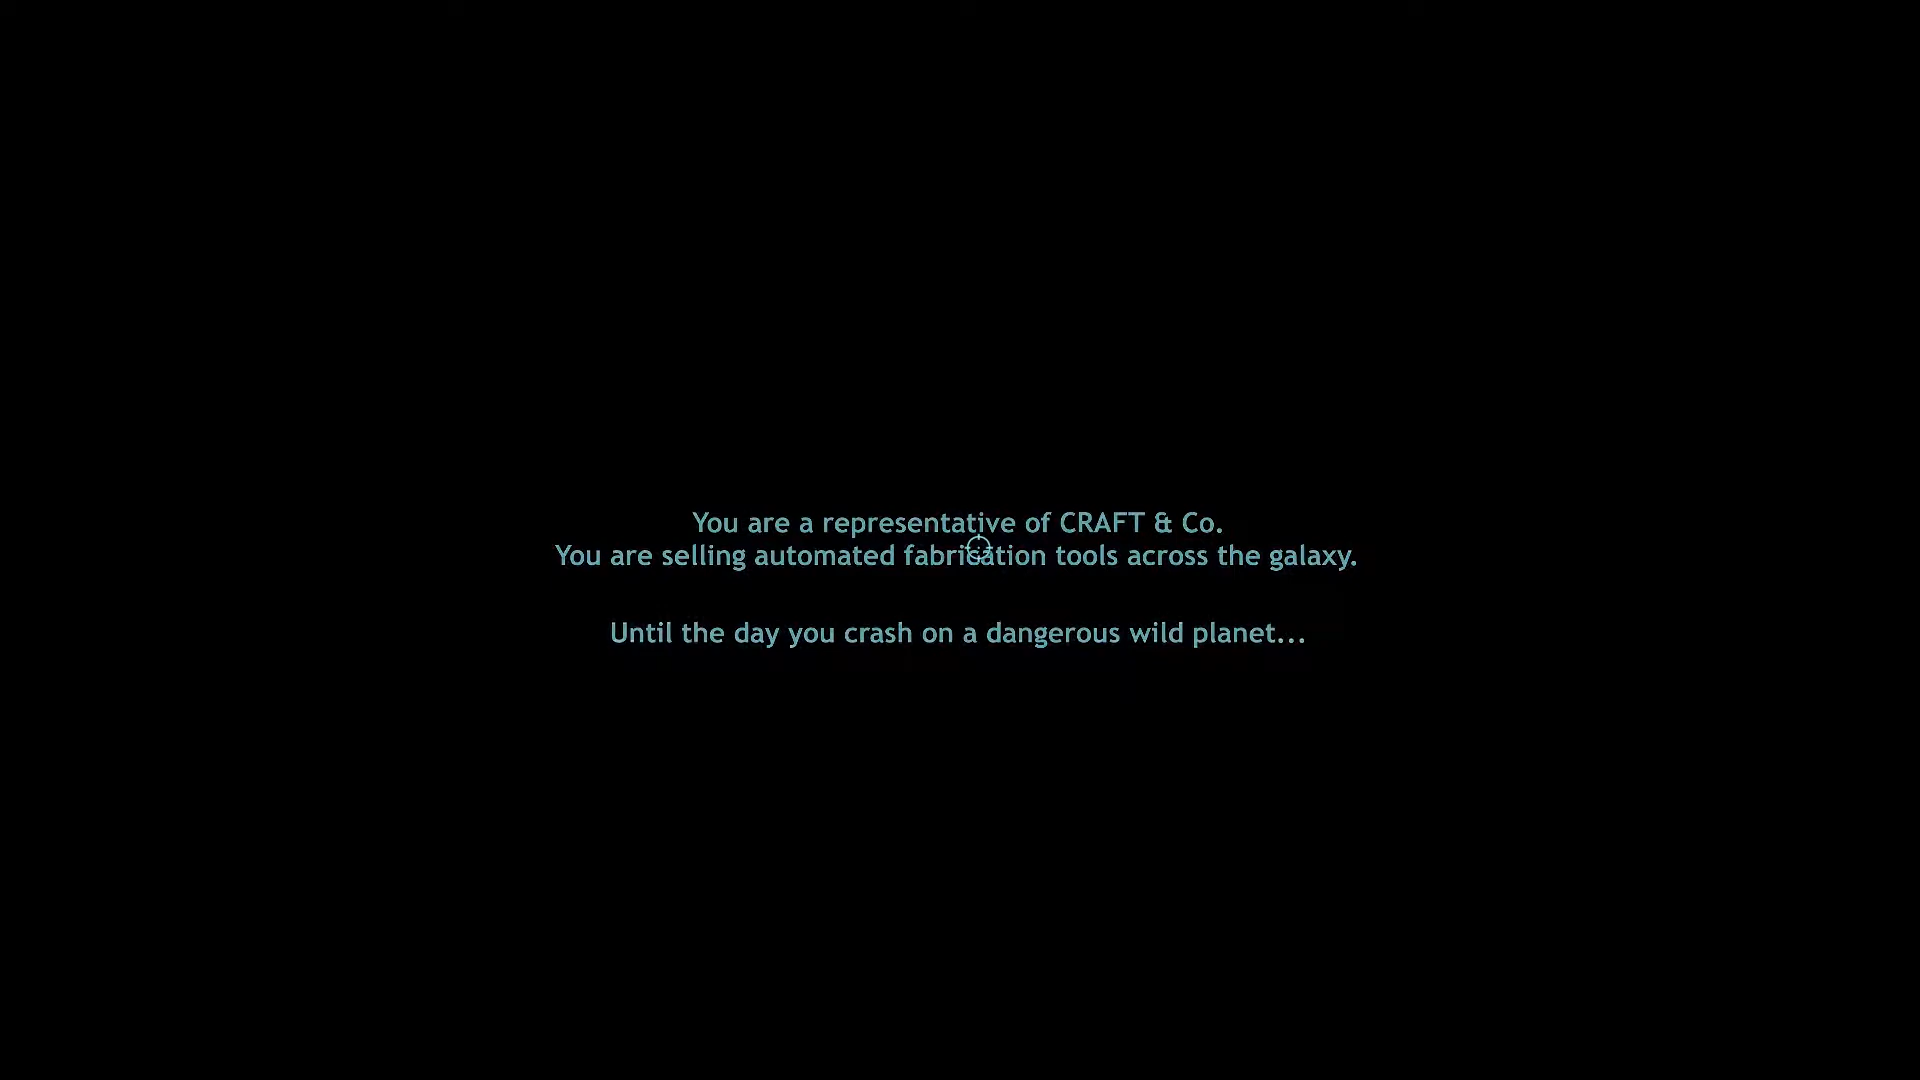 You are a representative of CRAFT & Co.
You are selling automated fabrication tools across the galaxy.
Until the day you crash on a dangerous wild planet...